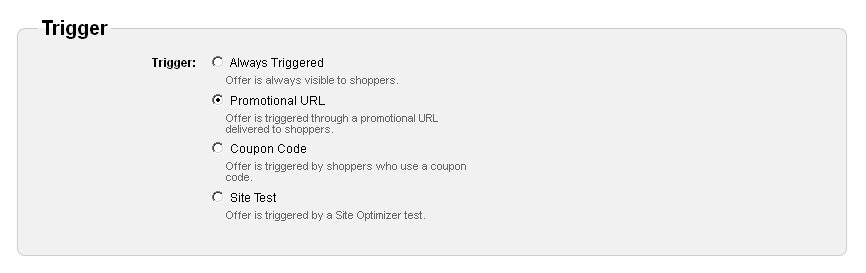 Trigger
Trigger: Always Triggered
Offer is always visible to shoppers.
Promotional URL
Offer is triggered through a promotional URL
delivered to shoppers.
Coupon Code
Offer is triggered by shoppers who use a coupon
code.
Site Test
Offer is triggered by a Site Optimizer test.